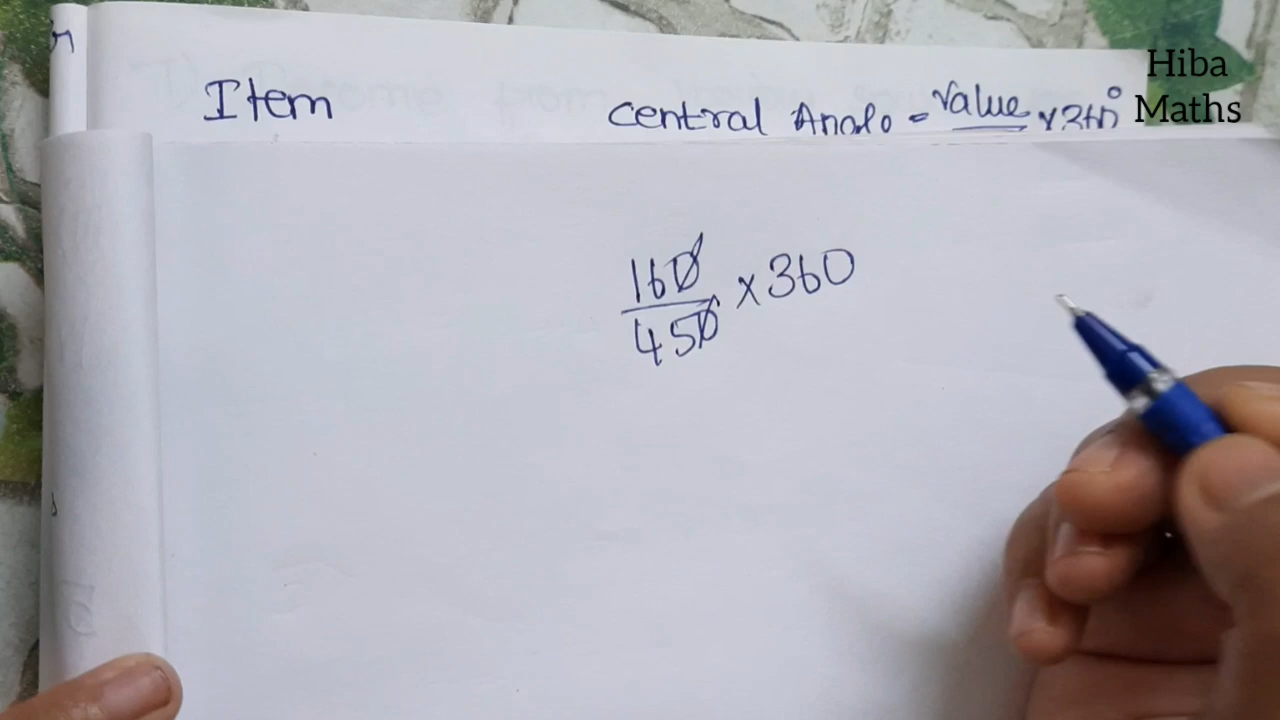 Hiba
Maths
Item
Central Angle = value × 360°
160
450 × 360